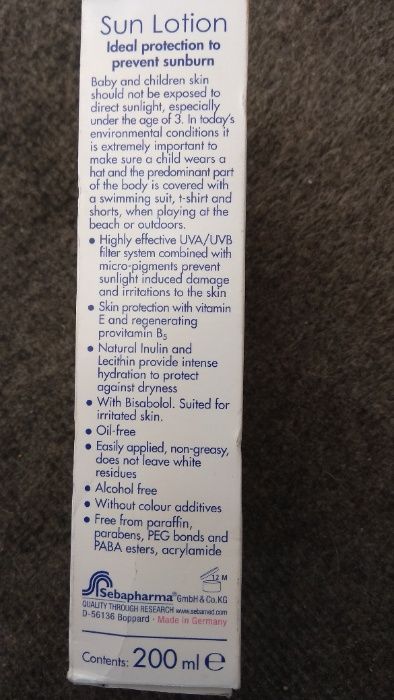 Sun Lotion
Ideal protection to
prevent sunburn
Baby and children skin
should not be exposed to
direct sunlight, especially
under the age of 3. In today's
environmental conditions it
is extremely important to
make sure a child wears a
hat and the predominant part
of the body is covered with
a swimming suit, t-shirt and
shorts, when playing at the
beach or outdoors.
• Highly effective UVA/UVB
filter system combined with
micro-pigments prevent
sunlight induced damage
and irritations to the skin
• Skin protection with vitamin
E and regenerating
provitamin B5
• Natural Inulin and
Lecithin provide intense
hydration to protect
against dryness
• With Bisabolol. Suited for
irritated skin.
• Oil-free
• Easily applied, non-greasy,
does not leave white
residues
• Alcohol free
• Without colour additives
• Free from paraffin,
parabens, PEG bonds and
PABA esters, acrylamide
12 M
Sebapharma® GmbH & Co.KG
QUALITY THROUGH RESEARCH www.sebamed.com
D-56136 Boppard · Made in Germany
Contents: 200 ml ℮